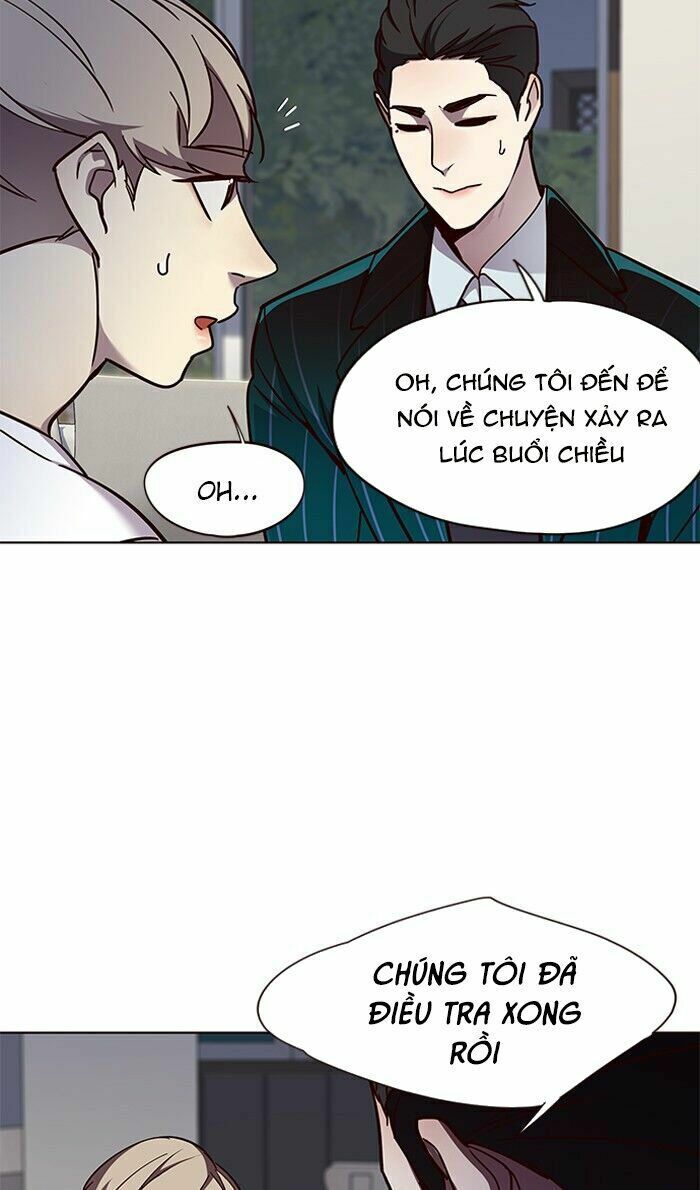 OH, CHÚNG TÔI ĐẾN ĐỂ
NÓI VỀ CHUYỆN XẢY RA
LÚC BUỔI CHIỀU
OH...
CHÚNG TÔI ĐÃ
ĐIỀU TRA XONG
RỒI